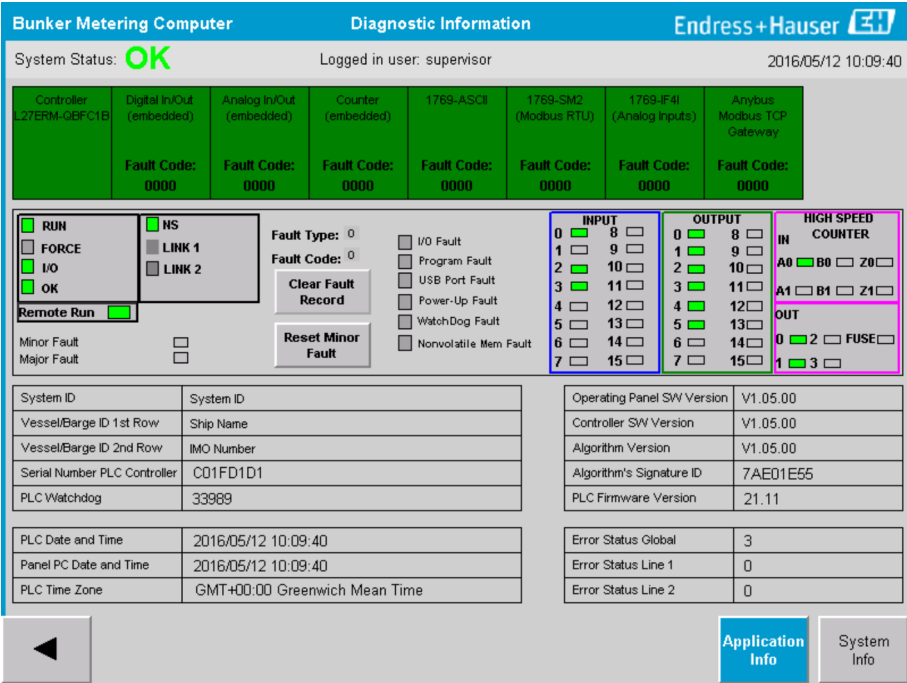 Bunker Metering Computer Diagnostic Information Endress+Hauser EH
System Status: OK Logged in user: supervisor 2016/05/12 10:09:40
Controller Digital In/Out Analog In/Out Counter 1769-ASCII 1769-SM2 1769-IF4I Anybus
L27ERM-QBFC1B (embedded) (embedded) (embedded) (Modbus RTU) (Analog Inputs) Modbus TCP
Gateway
Fault Code: Fault Code: Fault Code: Fault Code: Fault Code: Fault Code: Fault Code:
0000 0000 0000 0000 0000 0000 0000
RUN
FORCE
I/O
OK
Remote Run
Minor Fault
Major Fault
NS
LINK 1
LINK 2
Fault Type: 0
Fault Code: 0
Clear Fault
Record
Reset Minor
Fault
I/O Fault
Program Fault
USB Port Fault
Power-Up Fault
WatchDog Fault
Nonvolatile Mem Fault
INPUT
0 8
1 9
2 10
3 11
4 12
5 13
6 14
7 15
OUTPUT
0 8
1 9
2 10
3 11
4 12
5 13
6 14
7 15
HIGH SPEED
COUNTER
IN
A0 B0 Z0
A1 B1 Z1
OUT
0 2 FUSE
1 3
System ID System ID
Vessel/Barge ID 1st Row Ship Name
Vessel/Barge ID 2nd Row IMO Number
Serial Number PLC Controller C01FD1D1
PLC Watchdog 33989
Operating Panel SW Version V1.05.00
Controller SW Version V1.05.00
Algorithm Version V1.05.00
Algorithm's Signature ID 7AE01E55
PLC Firmware Version 21.11
PLC Date and Time 2016/05/12 10:09:40
Panel PC Date and Time 2016/05/12 10:09:40
PLC Time Zone GMT+00:00 Greenwich Mean Time
Error Status Global 3
Error Status Line 1 0
Error Status Line 2 0
Application
Info
System
Info